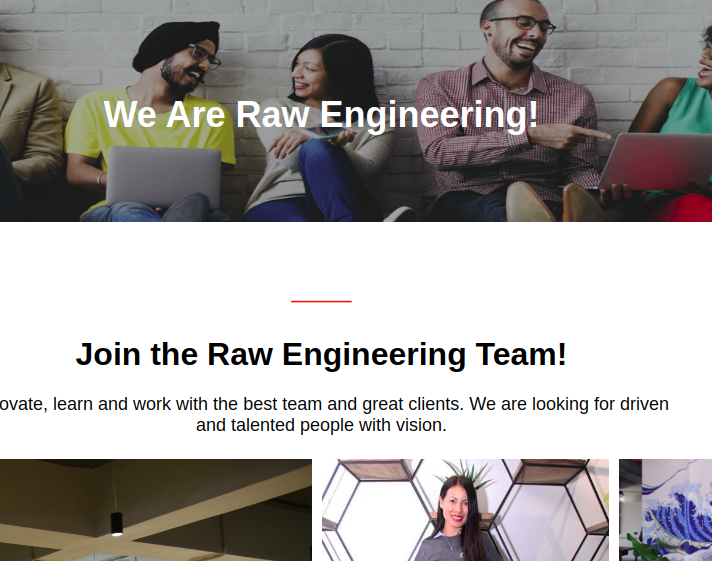 We Are Raw Engineering!
Join the Raw Engineering Team!
ovate, learn and work with the best team and great clients. We are looking for driven
and talented people with vision.